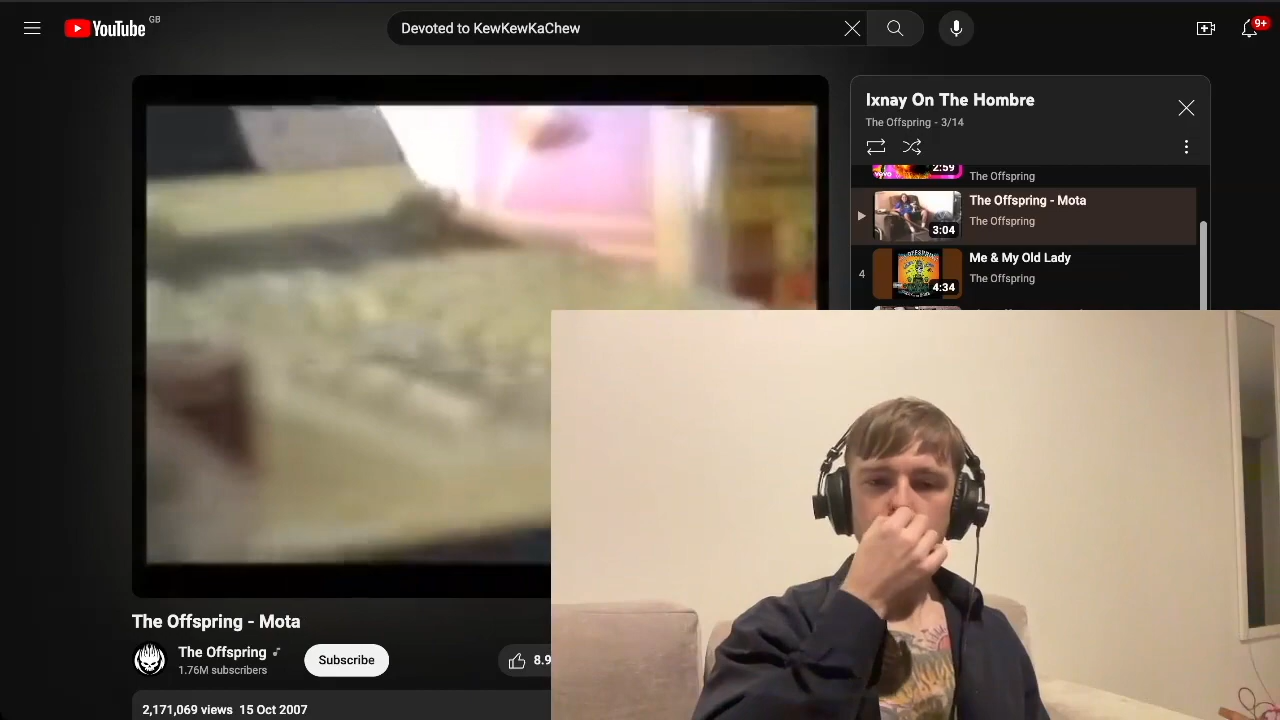 YouTube GB
Devoted to KewKewKaChew
9+
Ixnay On The Hombre
The Offspring - 3/14
2:59
The Offspring
The Offspring - Mota
The Offspring
3:04
Me & My Old Lady
4
The Offspring
4:34
The Offspring - Mota
The Offspring
1.76M subscribers
Subscribe
8.9
2,171,069 views 15 Oct 2007